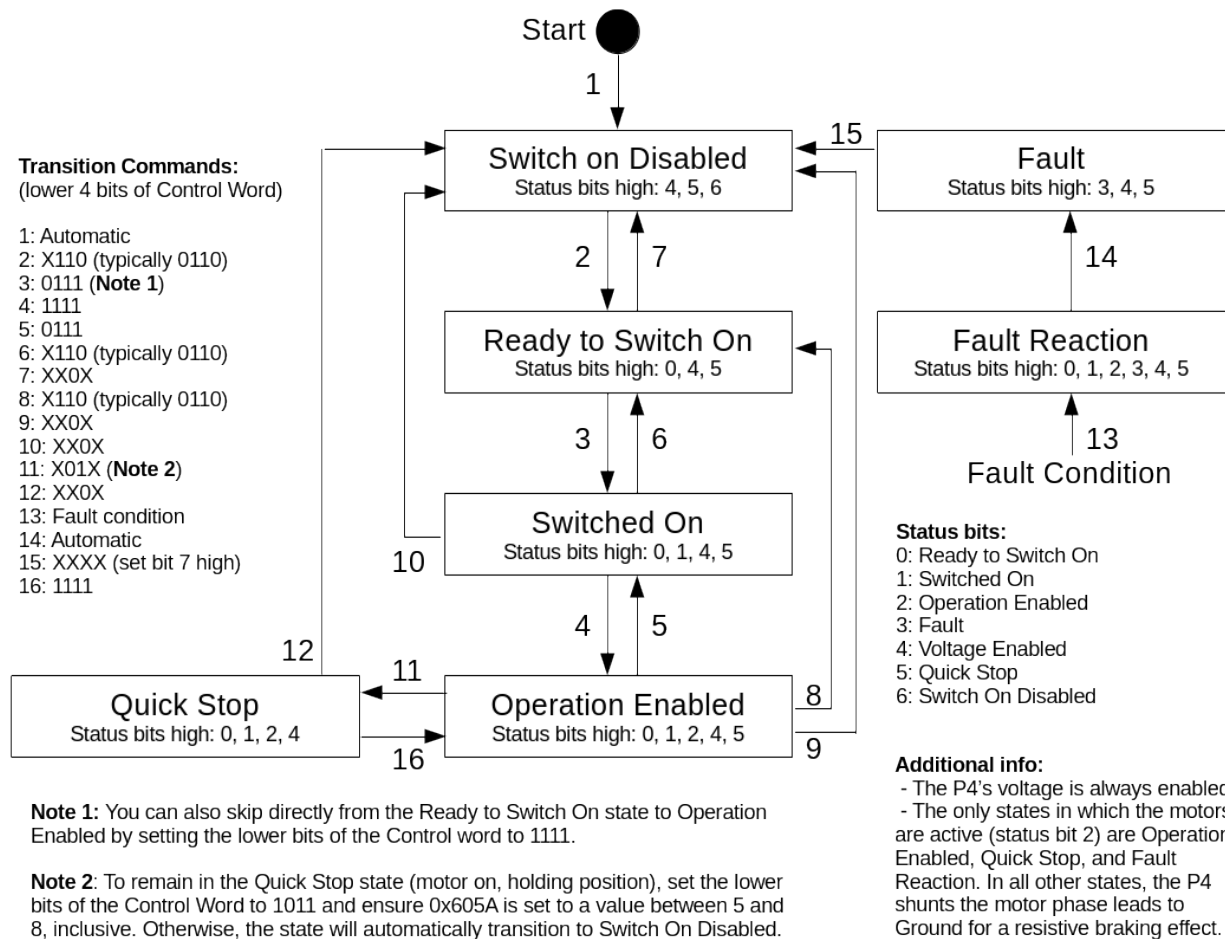 Start
1
15
Switch on Disabled
Status bits high: 4, 5, 6
Fault
Status bits high: 3, 4, 5
Transition Commands:
(lower 4 bits of Control Word)
1: Automatic
2: X110 (typically 0110)
3: 0111 (Note 1)
4: 1111
5: 0111
6: X110 (typically 0110)
7: XX0X
8: X110 (typically 0110)
9: XX0X
10: XX0X
11: X01X (Note 2)
12: XX0X
13: Fault condition
14: Automatic
15: XXXX (set bit 7 high)
16: 1111
2
7
14
Ready to Switch On
Status bits high: 0, 4, 5
Fault Reaction
Status bits high: 0, 1, 2, 3, 4, 5
3
6
13
Fault Condition
Switched On
Status bits high: 0, 1, 4, 5
10
4
5
12
11
8
Quick Stop
Status bits high: 0, 1, 2, 4
Operation Enabled
Status bits high: 0, 1, 2, 4, 5
16
9
Status bits:
0: Ready to Switch On
1: Switched On
2: Operation Enabled
3: Fault
4: Voltage Enabled
5: Quick Stop
6: Switch On Disabled
Additional info:
- The P4's voltage is always enabled
- The only states in which the motors
are active (status bit 2) are Operation
Enabled, Quick Stop, and Fault
Reaction. In all other states, the P4
shunts the motor phase leads to
Ground for a resistive braking effect.
Note 1: You can also skip directly from the Ready to Switch On state to Operation
Enabled by setting the lower bits of the Control word to 1111.
Note 2: To remain in the Quick Stop state (motor on, holding position), set the lower
bits of the Control Word to 1011 and ensure 0x605A is set to a value between 5 and
8, inclusive. Otherwise, the state will automatically transition to Switch On Disabled.